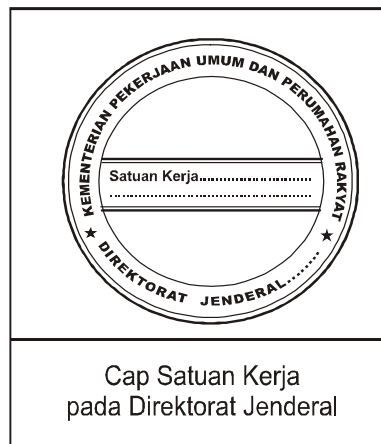 KEMENTERIAN PEKERJAAN UMUM DAN PERUMAHAN RAKYAT
Satuan Kerja..............................
............................................
★ DIREKTORAT JENDERAL........ ★
Cap Satuan Kerja
pada Direktorat Jenderal